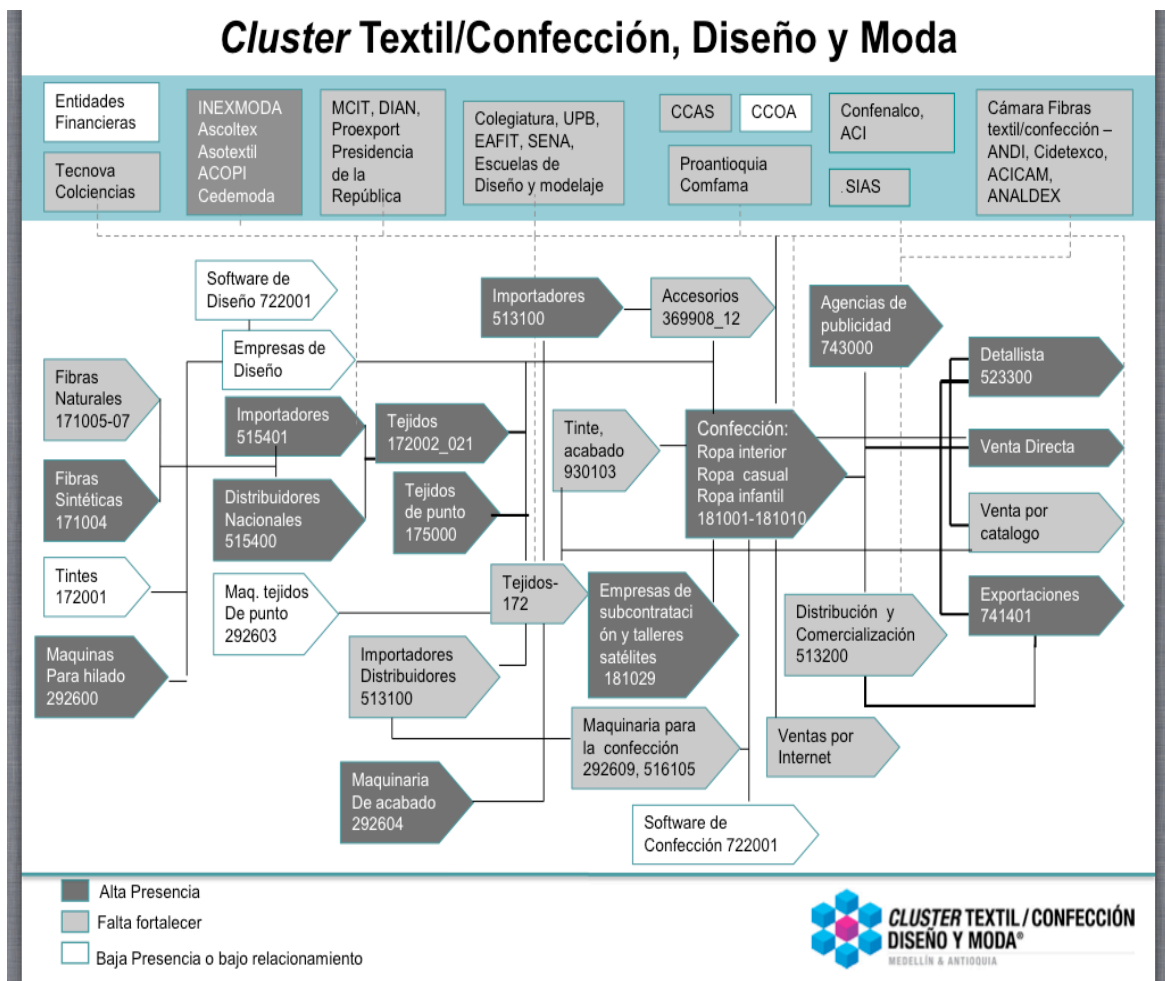 Cluster Textil/Confección, Diseño y Moda
Entidades
Financieras
Tecnova
Colciencias
INEXMODA
Ascoltex
Asotextil
ACOPI
Cedemoda
MCIT, DIAN,
Proexport
Presidencia
de la
República
Colegiatura, UPB,
EAFIT, SENA,
Escuelas de
Diseño y modelaje
CCAS
CCOA
Proantioquia
Comfama
Confenalco,
ACI
.SIAS
Cámara Fibras
textil/confección –
ANDI, Cidetexco,
ACICAM,
ANALDEX
Software de
Diseño 722001
Empresas de
Diseño
Importadores
513100
Accesorios
369908_12
Agencias de
publicidad
743000
Detallista
523300
Fibras
Naturales
171005-07
Importadores
515401
Tejidos
172002_021
Tinte,
acabado
930103
Confección:
Ropa interior
Ropa casual
Ropa infantil
181001-181010
Venta Directa
Fibras
Sintéticas
171004
Distribuidores
Nacionales
515400
Tejidos
de punto
175000
Venta por
catalogo
Tintes
172001
Maq. tejidos
De punto
292603
Tejidos-
172
Empresas de
subcontrataci
ón y talleres
satélites
181029
Distribución y
Comercialización
513200
Exportaciones
741401
Maquinas
Para hilado
292600
Importadores
Distribuidores
513100
Maquinaria para
la confección
292609, 516105
Ventas por
Internet
Maquinaria
De acabado
292604
Software de
Confección 722001
Alta Presencia
Falta fortalecer
Baja Presencia o bajo relacionamiento
CLUSTER TEXTIL / CONFECCIÓN
DISEÑO Y MODA®
MEDELLÍN & ANTIOQUIA